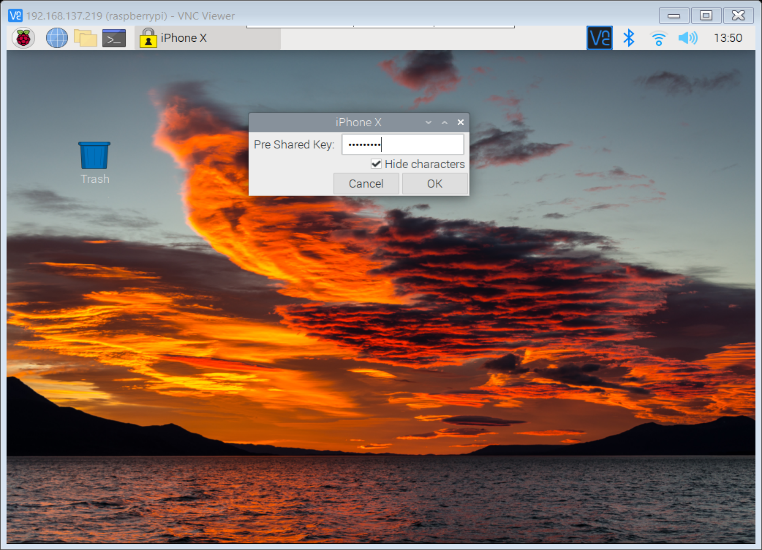 192.168.137.219 (raspberrypi) - VNC Viewer
iPhone X
13:50
iPhone X
Pre Shared Key: •••••••••
Hide characters
Cancel OK
Trash